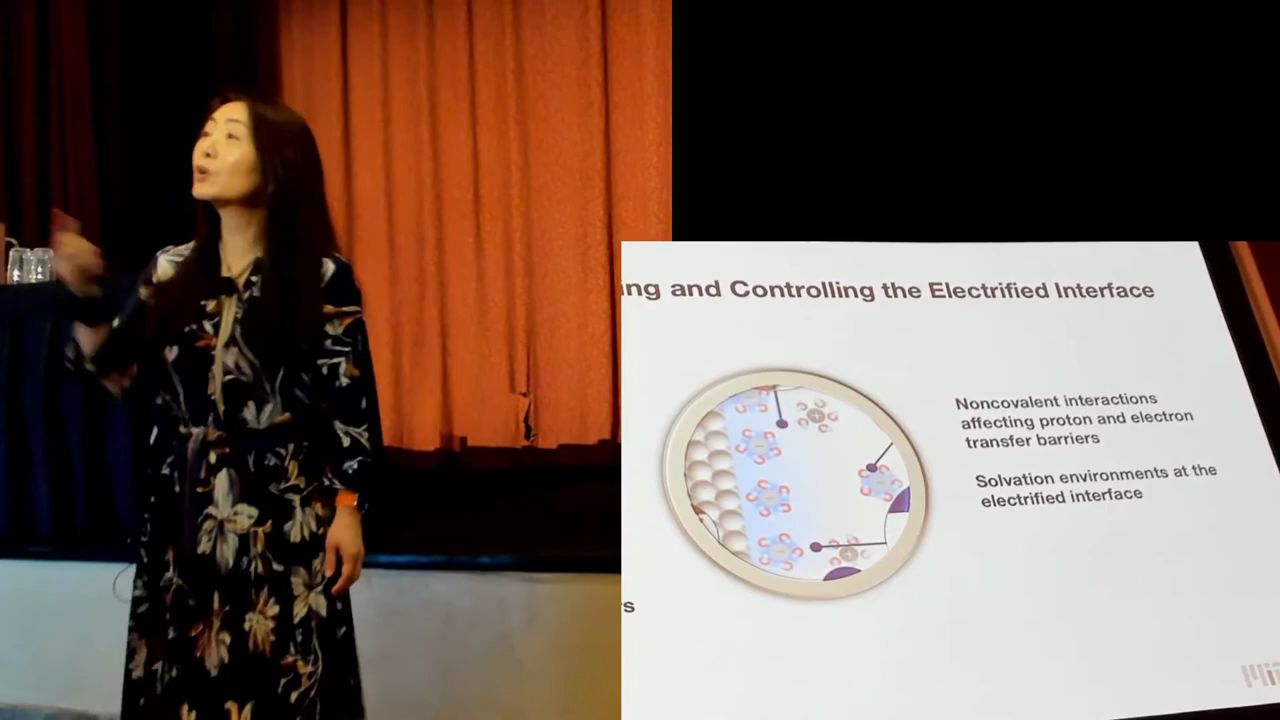 ing and Controlling the Electrified Interface
Noncovalent interactions
affecting proton and electron
transfer barriers
Solvation environments at the
electrified interface
rs